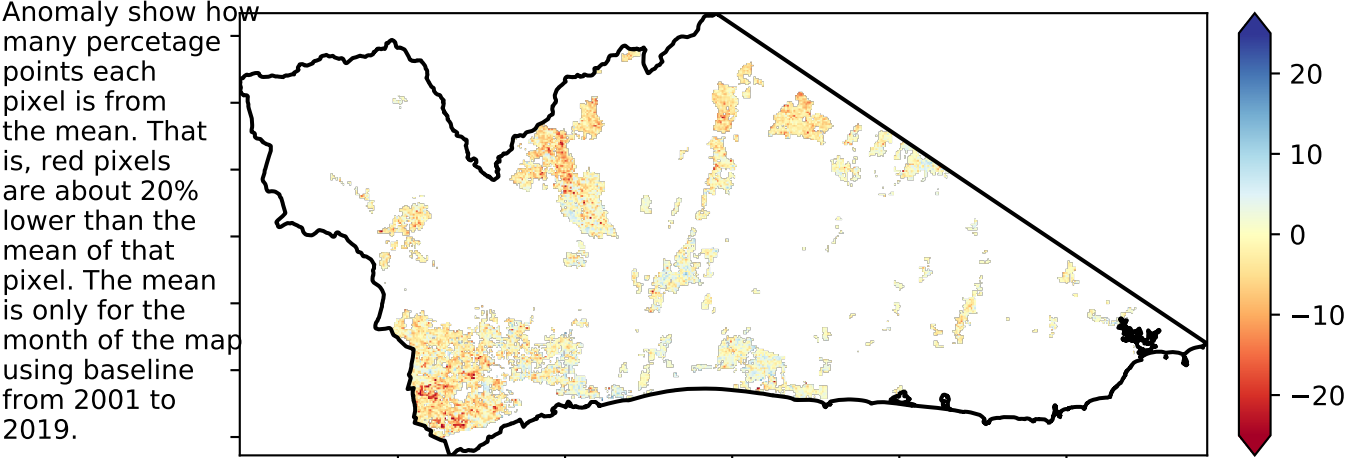 Anomaly show how
many percetage
points each
pixel is from
the mean. That
is, red pixels
are about 20%
lower than the
mean of that
pixel. The mean
is only for the
month of the map
using baseline
from 2001 to
2019.
20
10
0
−10
−20